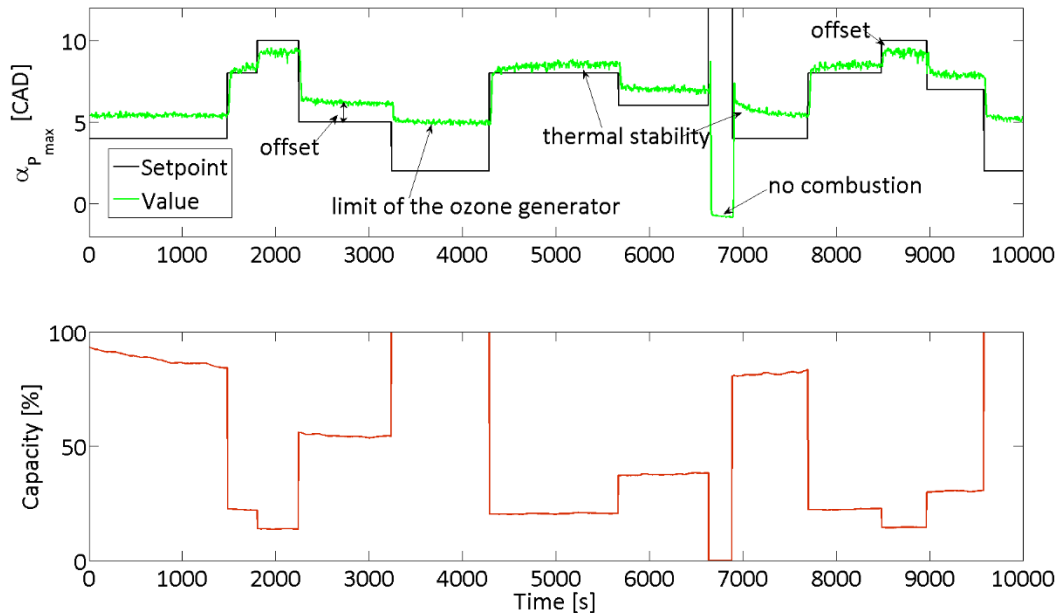 10
5
0
α_Pmax [CAD]
offset
offset
thermal stability
Setpoint
Value
limit of the ozone generator
no combustion
0 1000 2000 3000 4000 5000 6000 7000 8000 9000 10000
100
50
0
Capacity [%]
0 1000 2000 3000 4000 5000 6000 7000 8000 9000 10000
Time [s]